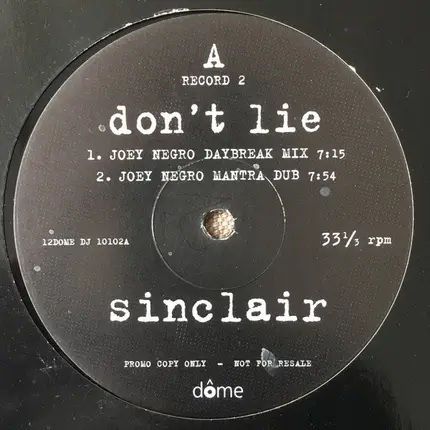 A
RECORD 2
don't lie
1. JOEY NEGRO DAYBREAK MIX 7:15
2. JOEY NEGRO MANTRA DUB 7:54
12DOME DJ 10102A
33⅓ rpm
sinclair
PROMO COPY ONLY - NOT FOR RESALE
dôme